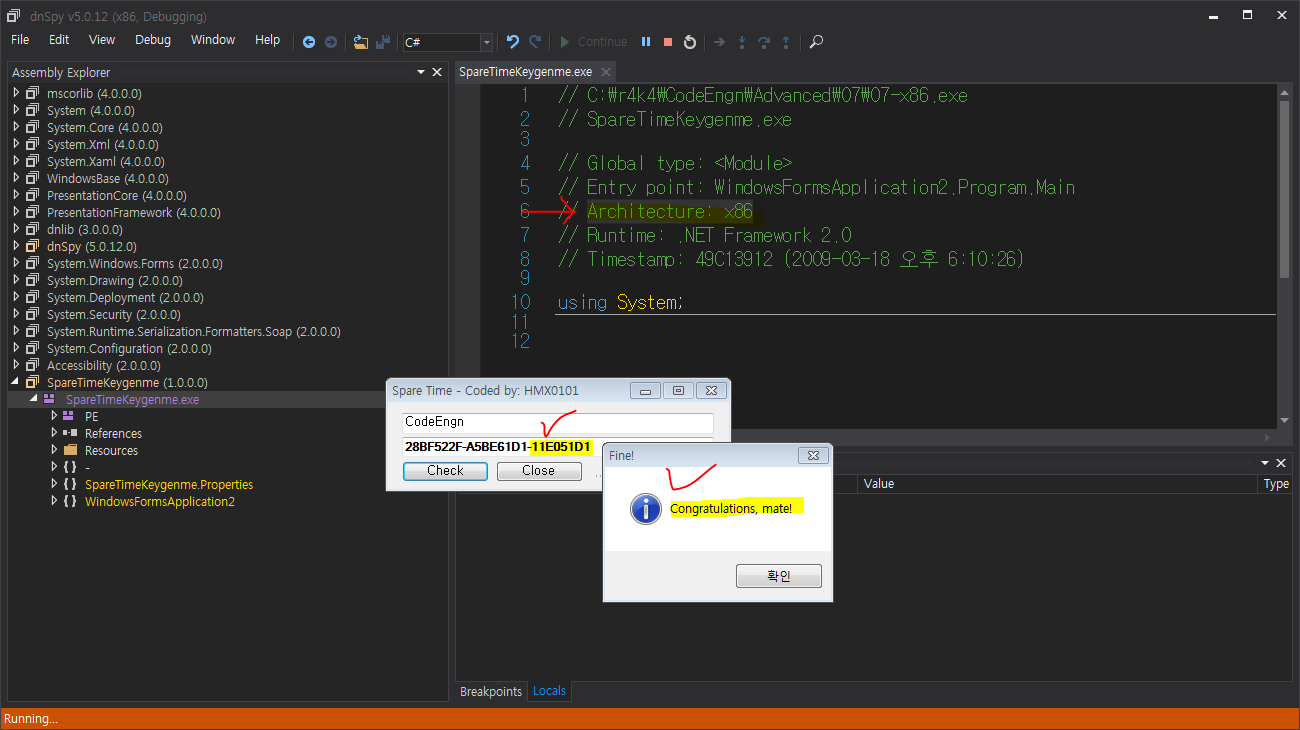 dnSpy v5.0.12 (x86, Debugging)
File Edit View Debug Window Help C# Continue
Assembly Explorer
mscorlib (4.0.0.0)
System (4.0.0.0)
System.Core (4.0.0.0)
System.Xml (4.0.0.0)
System.Xaml (4.0.0.0)
WindowsBase (4.0.0.0)
PresentationCore (4.0.0.0)
PresentationFramework (4.0.0.0)
dnlib (3.0.0.0)
dnSpy (5.0.12.0)
System.Windows.Forms (2.0.0.0)
System.Drawing (2.0.0.0)
System.Deployment (2.0.0.0)
System.Security (2.0.0.0)
System.Runtime.Serialization.Formatters.Soap (2.0.0.0)
System.Configuration (2.0.0.0)
Accessibility (2.0.0.0)
SpareTimeKeygenme (1.0.0.0)
SpareTimeKeygenme.exe
PE
References
Resources
{ } -
{ } SpareTimeKeygenme.Properties
{ } WindowsFormsApplication2
SpareTimeKeygenme.exe
1 // C:₩r4k4₩CodeEngn₩Advanced₩07₩07-x86.exe
2 // SpareTimeKeygenme.exe
3
4 // Global type: <Module>
5 // Entry point: WindowsFormsApplication2.Program.Main
6 // Architecture: x86
7 // Runtime: .NET Framework 2.0
8 // Timestamp: 49C13912 (2009-03-18 오후 6:10:26)
9
10 using System;
11
12
Spare Time - Coded by: HMX0101
CodeEngn
28BF522F-A5BE61D1-11E051D1
Check Close ..
Fine!
Congratulations, mate!
확인
Value Type
Breakpoints Locals
Running...